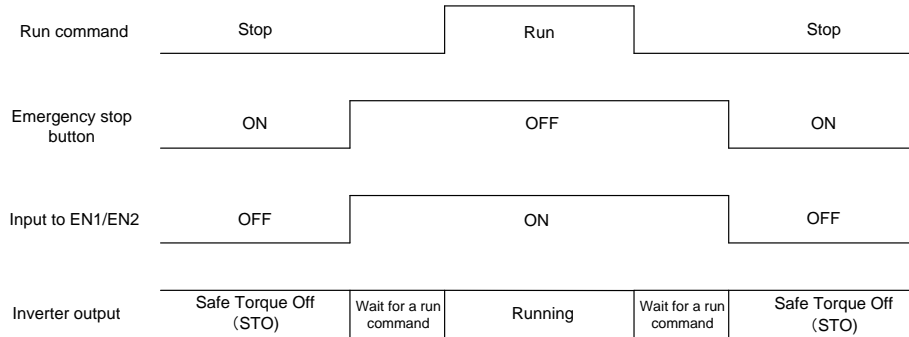 Run command
Stop
Run
Stop
Emergency stop
button
ON
OFF
ON
Input to EN1/EN2
OFF
ON
OFF
Inverter output
Safe Torque Off
（STO)
Wait for a run
command
Running
Wait for a run
command
Safe Torque Off
（STO)